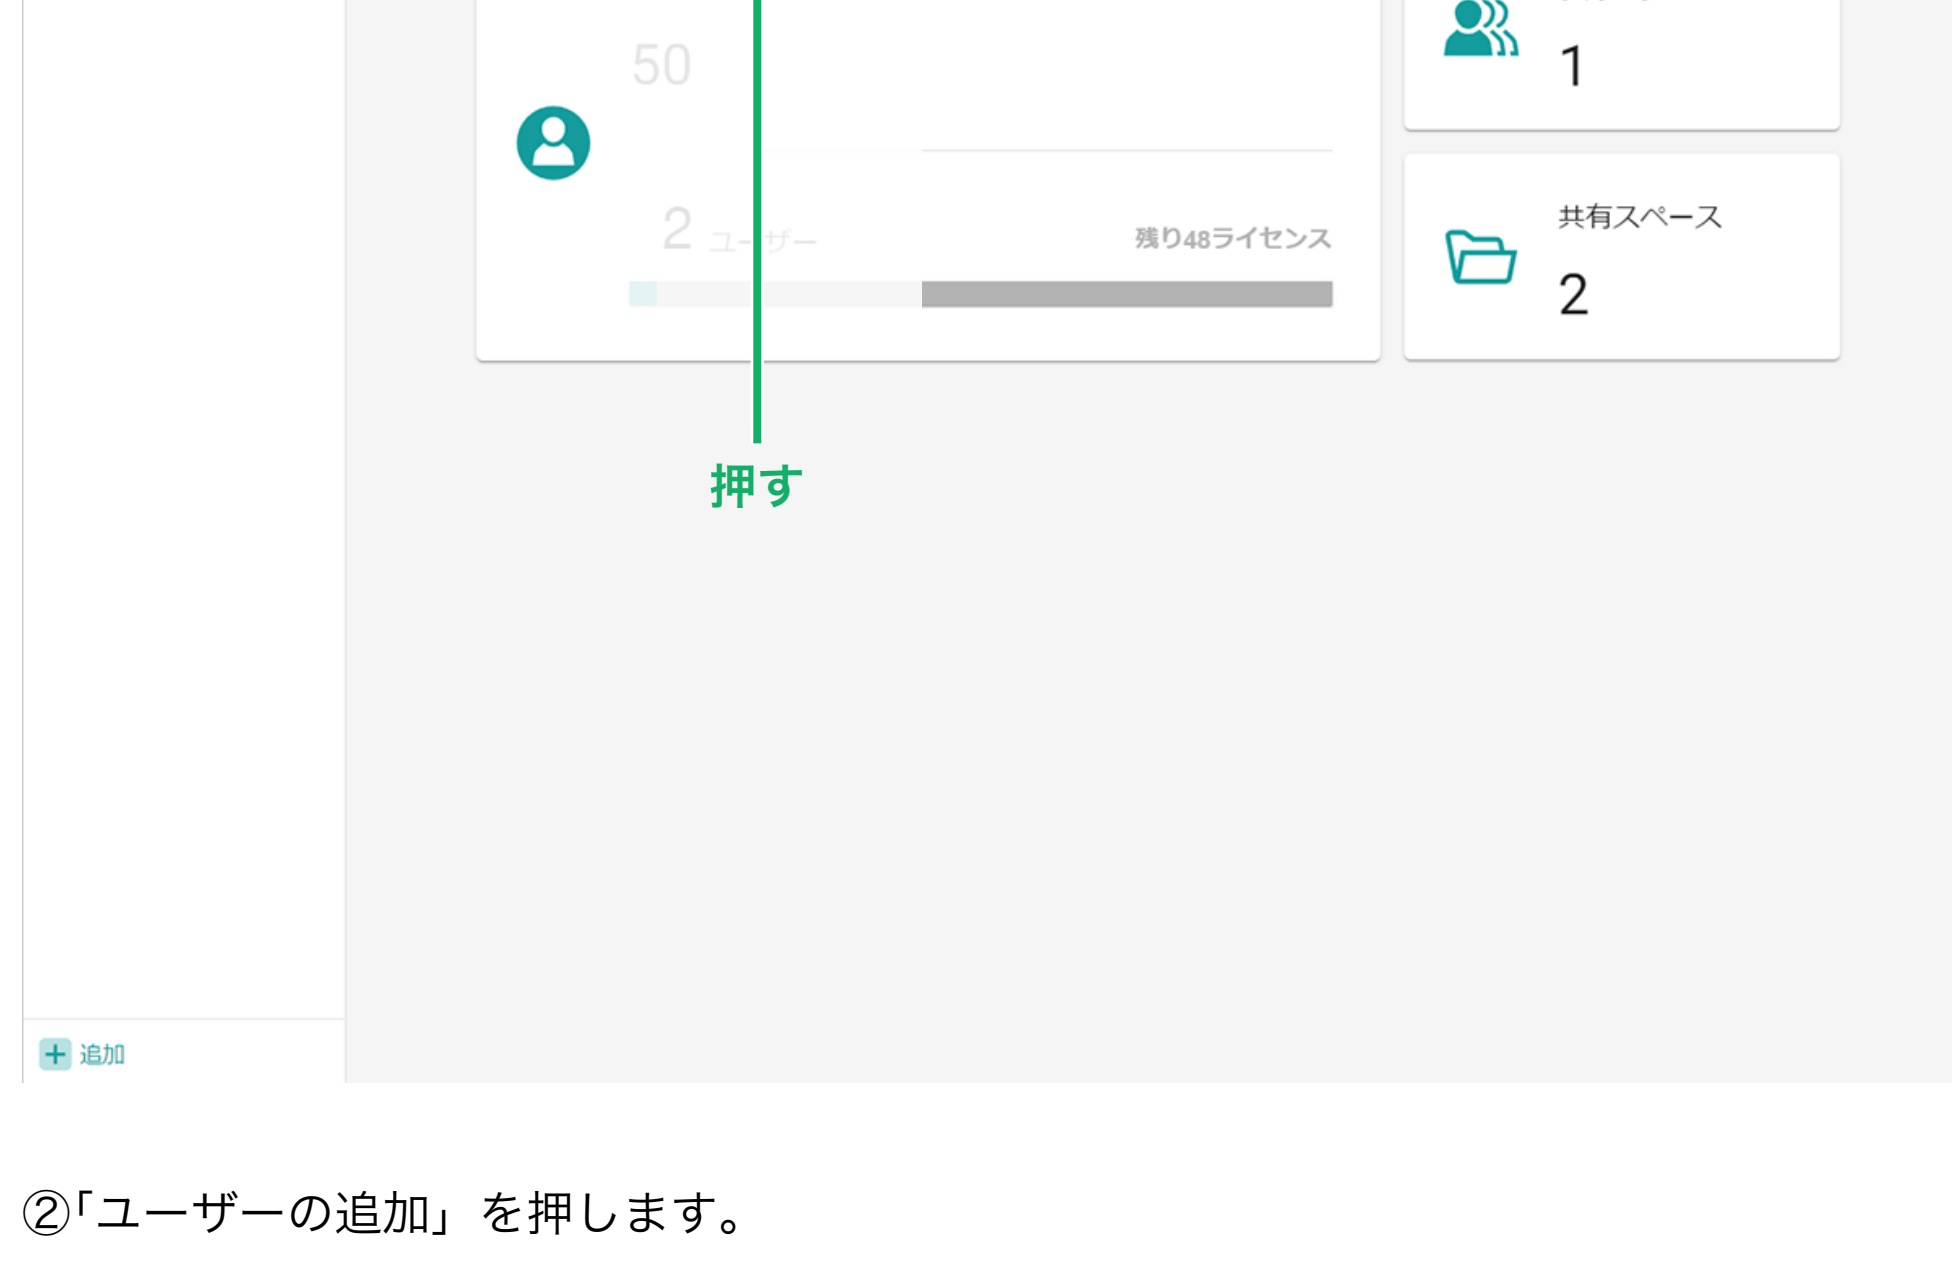 50
1
2 ユーザー
残り48ライセンス
共有スペース
2
押す
追加
②「ユーザーの追加」を押します。